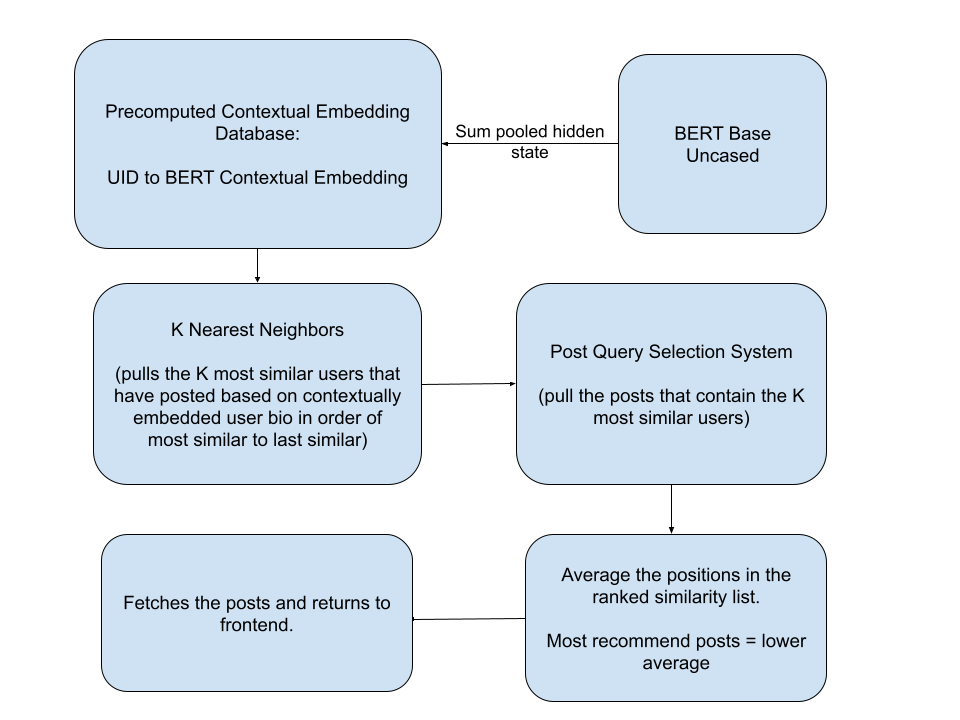 Precomputed Contextual Embedding
Database:
UID to BERT Contextual Embedding
Sum pooled hidden
state
BERT Base
Uncased
K Nearest Neighbors
(pulls the K most similar users that
have posted based on contextually
embedded user bio in order of
most similar to last similar)
Post Query Selection System
(pull the posts that contain the K
most similar users)
Average the positions in the
ranked similarity list.
Most recommend posts = lower
average
Fetches the posts and returns to
frontend.